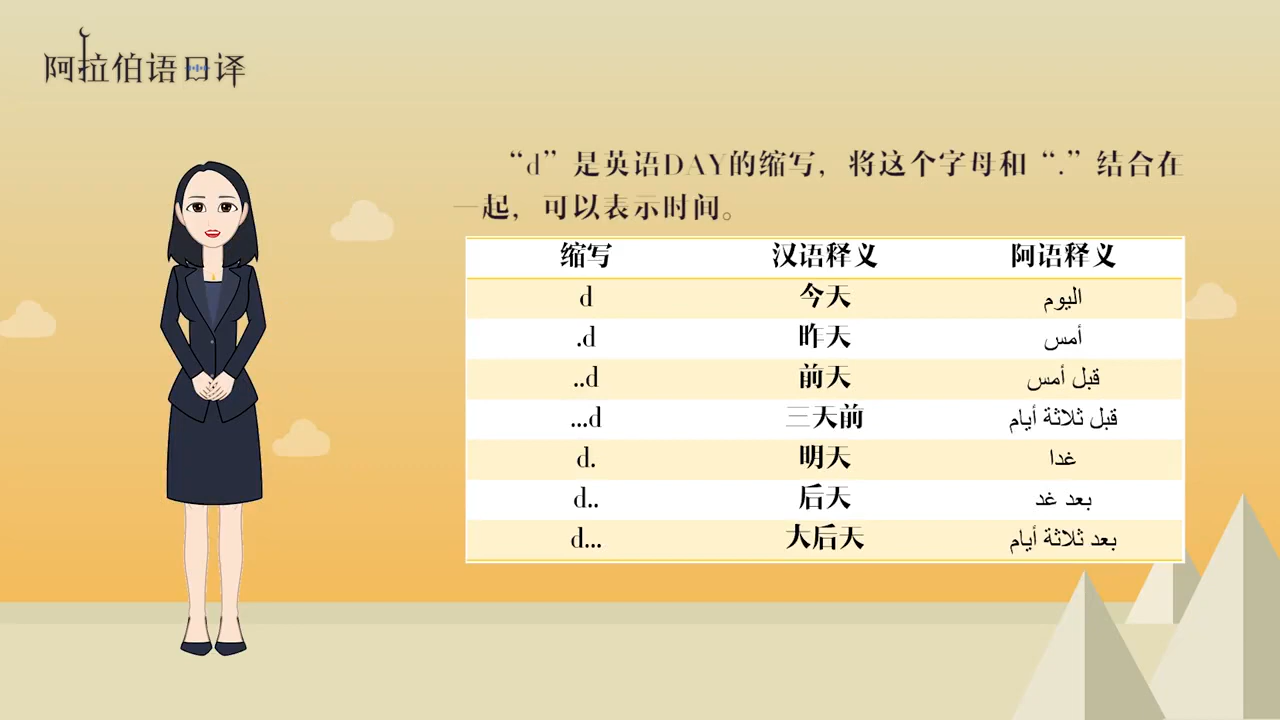 阿拉伯语日译
“d”是英语DAY的缩写，将这个字母和“.”结合在
一起，可以表示时间。
缩写 汉语释义 阿语释义
d 今天 اليوم
.d 昨天 أمس
..d 前天 قبل أمس
...d 三天前 قبل ثلاثة أيام
d. 明天 غدا
d.. 后天 بعد غد
d... 大后天 بعد ثلاثة أيام